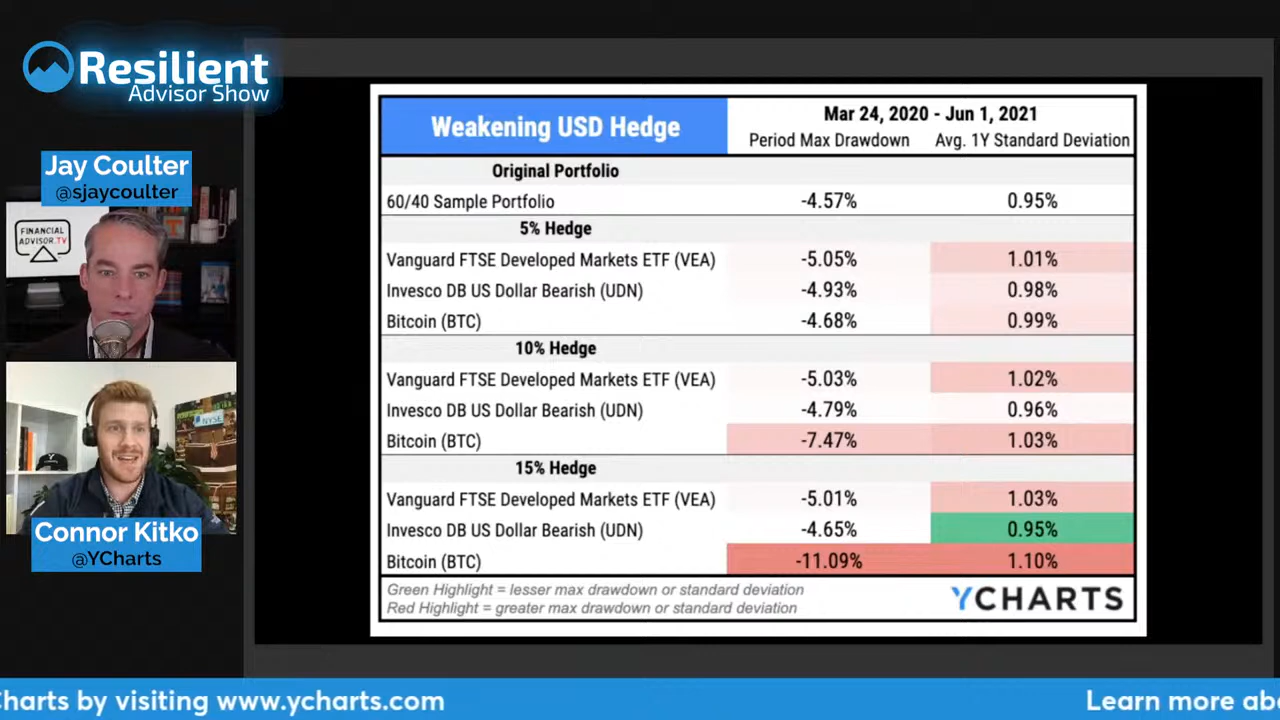 Resilient
Advisor Show
Jay Coulter
@sjaycoulter
FINANCIAL
ADVISOR.TV
NYSE
Connor Kitko
@YCharts
Weakening USD Hedge
Mar 24, 2020 - Jun 1, 2021
Period Max Drawdown Avg. 1Y Standard Deviation
Original Portfolio
60/40 Sample Portfolio -4.57% 0.95%
5% Hedge
Vanguard FTSE Developed Markets ETF (VEA) -5.05% 1.01%
Invesco DB US Dollar Bearish (UDN) -4.93% 0.98%
Bitcoin (BTC) -4.68% 0.99%
10% Hedge
Vanguard FTSE Developed Markets ETF (VEA) -5.03% 1.02%
Invesco DB US Dollar Bearish (UDN) -4.79% 0.96%
Bitcoin (BTC) -7.47% 1.03%
15% Hedge
Vanguard FTSE Developed Markets ETF (VEA) -5.01% 1.03%
Invesco DB US Dollar Bearish (UDN) -4.65% 0.95%
Bitcoin (BTC) -11.09% 1.10%
Green Highlight = lesser max drawdown or standard deviation
Red Highlight = greater max drawdown or standard deviation
YCHARTS
Charts by visiting www.ycharts.com Learn more abo